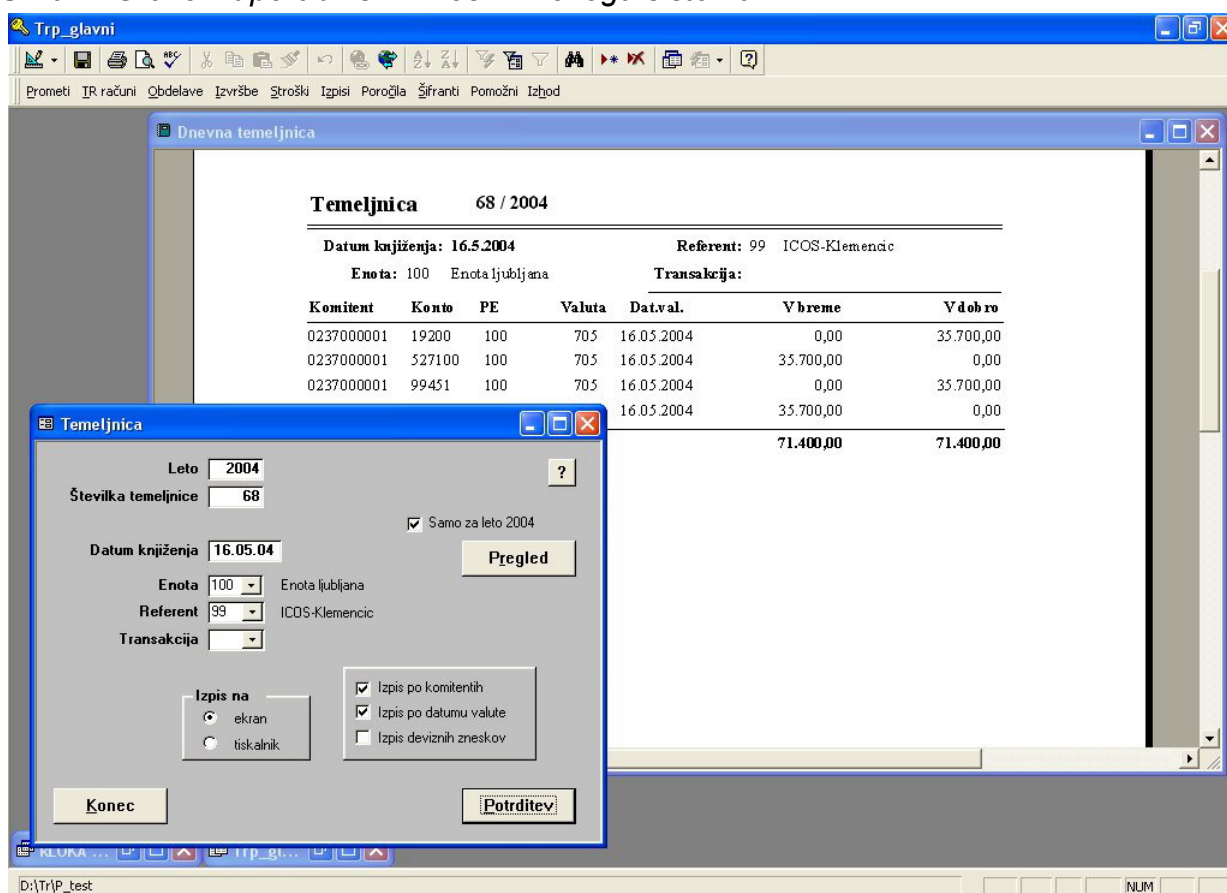 Trp_glavni
Prometi TR računi Obdelave Izvršbe Stroški Izpisi Poročila Šifranti Pomožni Izhod
Dnevna temeljnica
Temeljnica 68 / 2004
Datum knjiženja: 16.5.2004 Referent: 99 ICOS-Klemencic
Enota: 100 Enota ljubljana Transakcija:
Komitent Konto PE Valuta Dat.val. V breme V dobro
0237000001 19200 100 705 16.05.2004 0,00 35.700,00
0237000001 527100 100 705 16.05.2004 35.700,00 0,00
0237000001 99451 100 705 16.05.2004 0,00 35.700,00
16.05.2004 35.700,00 0,00
71.400,00 71.400,00
Temeljnica
Leto 2004
?
Številka temeljnice 68
Samo za leto 2004
Datum knjiženja 16.05.04
Pregled
Enota 100 Enota ljubljana
Referent 99 ICOS-Klemencic
Transakcija
Izpis na
ekran
tiskalnik
Izpis po komitentih
Izpis po datumu valute
Izpis deviznih zneskov
Konec
Potrditev
Trp_gl...
D:\Tr\P_test
NUM